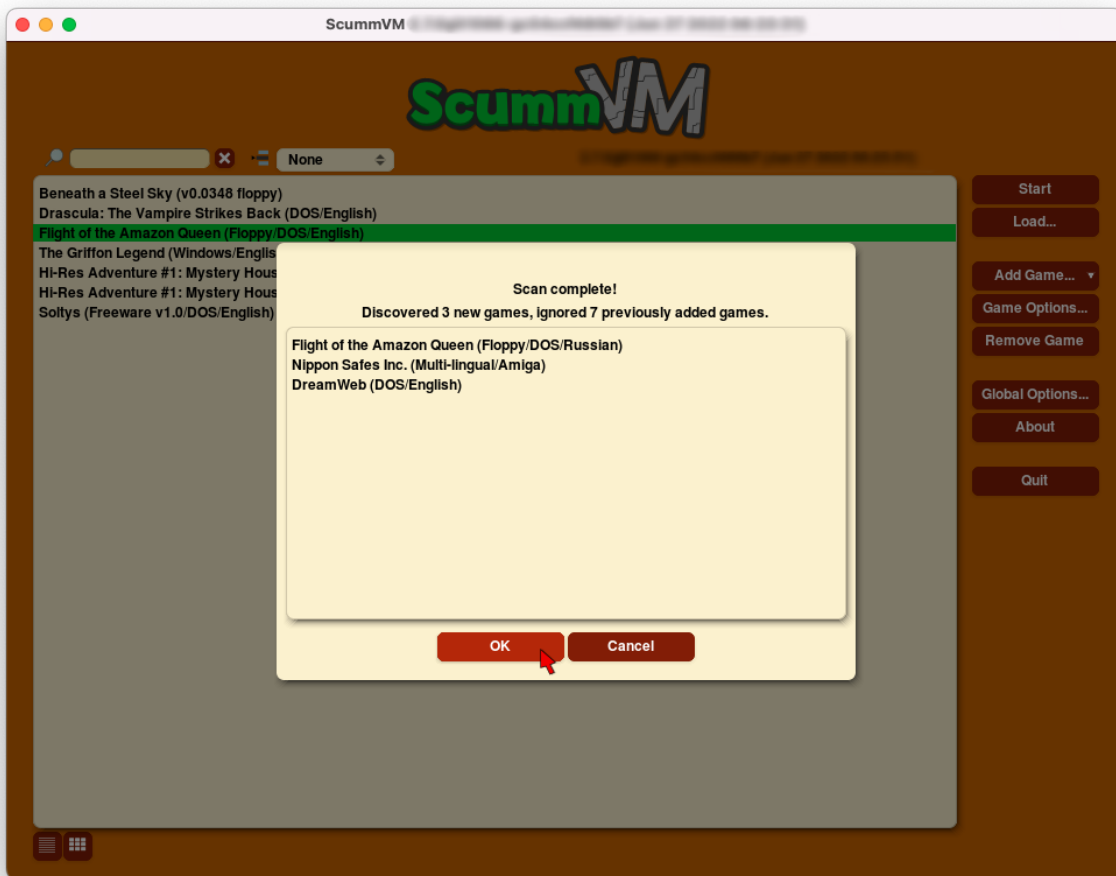 ScummVM
ScummVM
None
Beneath a Steel Sky (v0.0348 floppy)
Drascula: The Vampire Strikes Back (DOS/English)
Flight of the Amazon Queen (Floppy/DOS/English)
The Griffon Legend (Windows/Englis
Hi-Res Adventure #1: Mystery Hous
Hi-Res Adventure #1: Mystery Hous
Soltys (Freeware v1.0/DOS/English)
Scan complete!
Discovered 3 new games, ignored 7 previously added games.
Flight of the Amazon Queen (Floppy/DOS/Russian)
Nippon Safes Inc. (Multi-lingual/Amiga)
DreamWeb (DOS/English)
OK
Cancel
Start
Load...
Add Game...
Game Options...
Remove Game
Global Options...
About
Quit